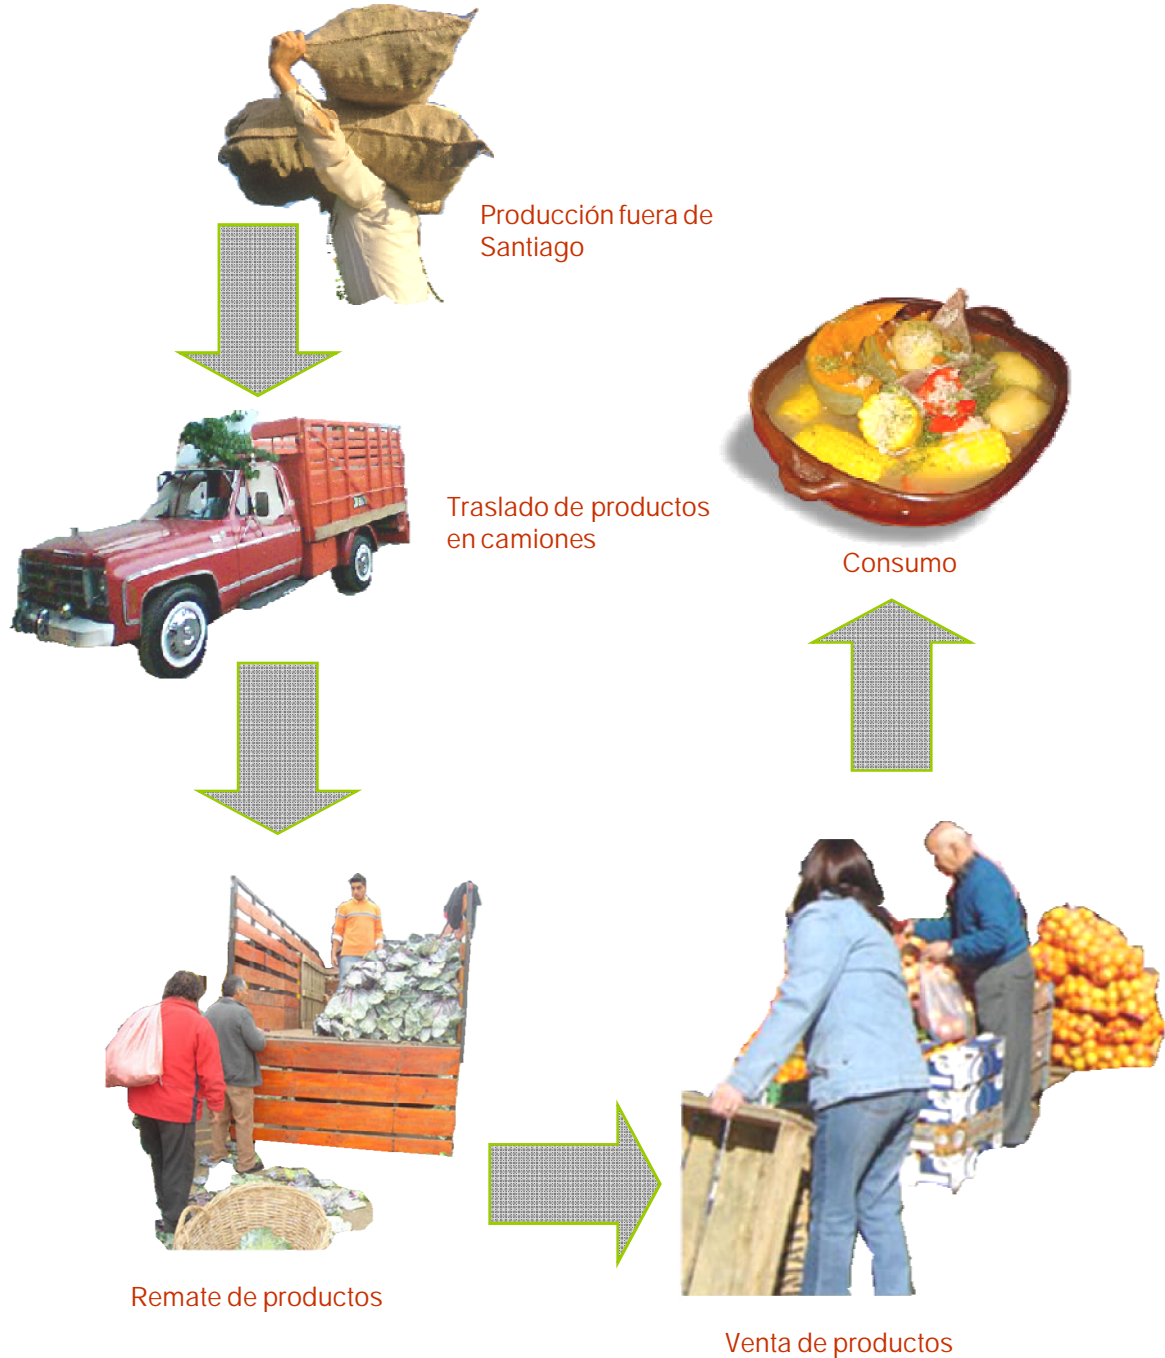 Producción fuera de
Santiago
Traslado de productos
en camiones
Consumo
Remate de productos
Venta de productos